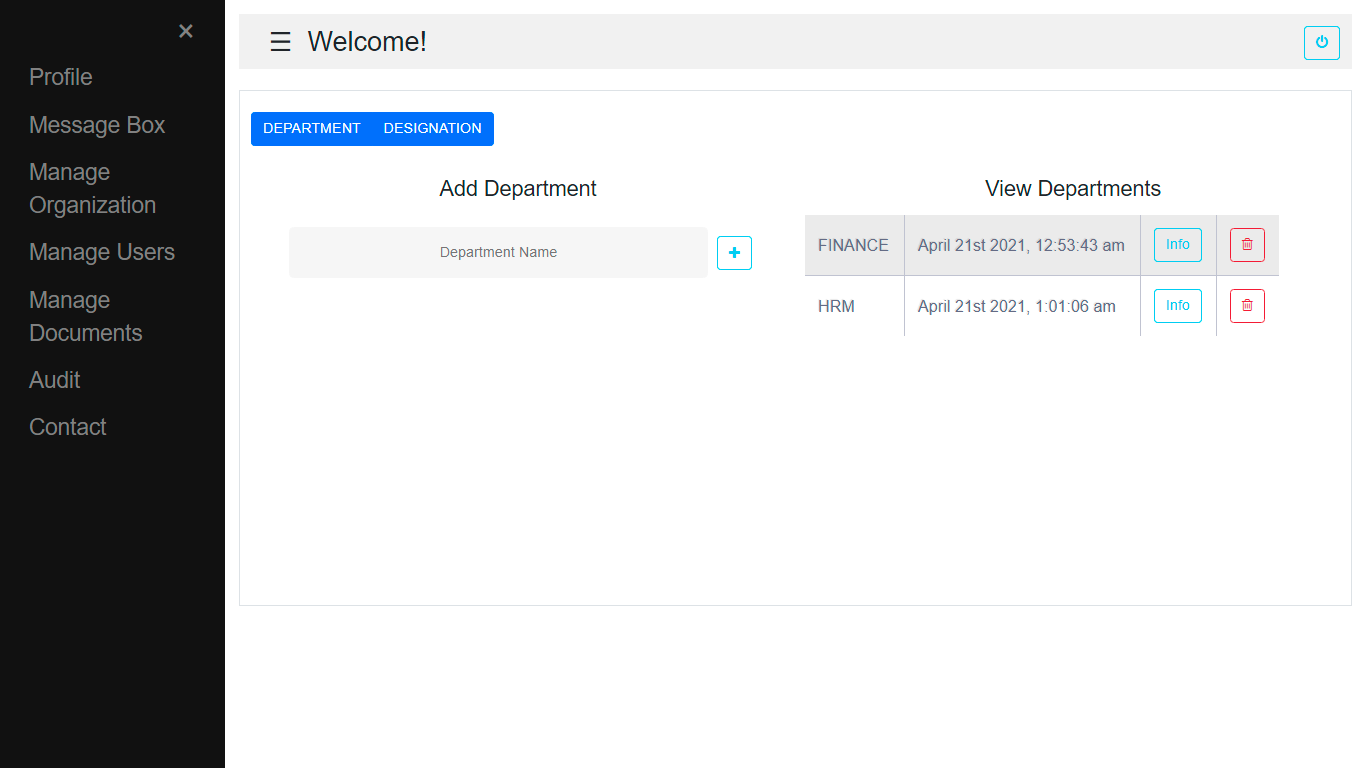 ×
Profile
Message Box
Manage
Organization
Manage Users
Manage
Documents
Audit
Contact
☰ Welcome!
DEPARTMENT DESIGNATION
Add Department
Department Name
View Departments
FINANCE April 21st 2021, 12:53:43 am Info
HRM April 21st 2021, 1:01:06 am Info